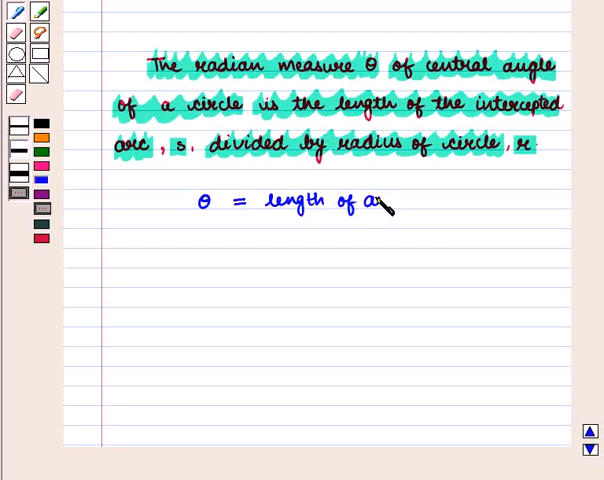 The radian measure θ of central angle
of a circle is the length of the intercepted
arc, s, divided by radius of circle, r
θ = length of a